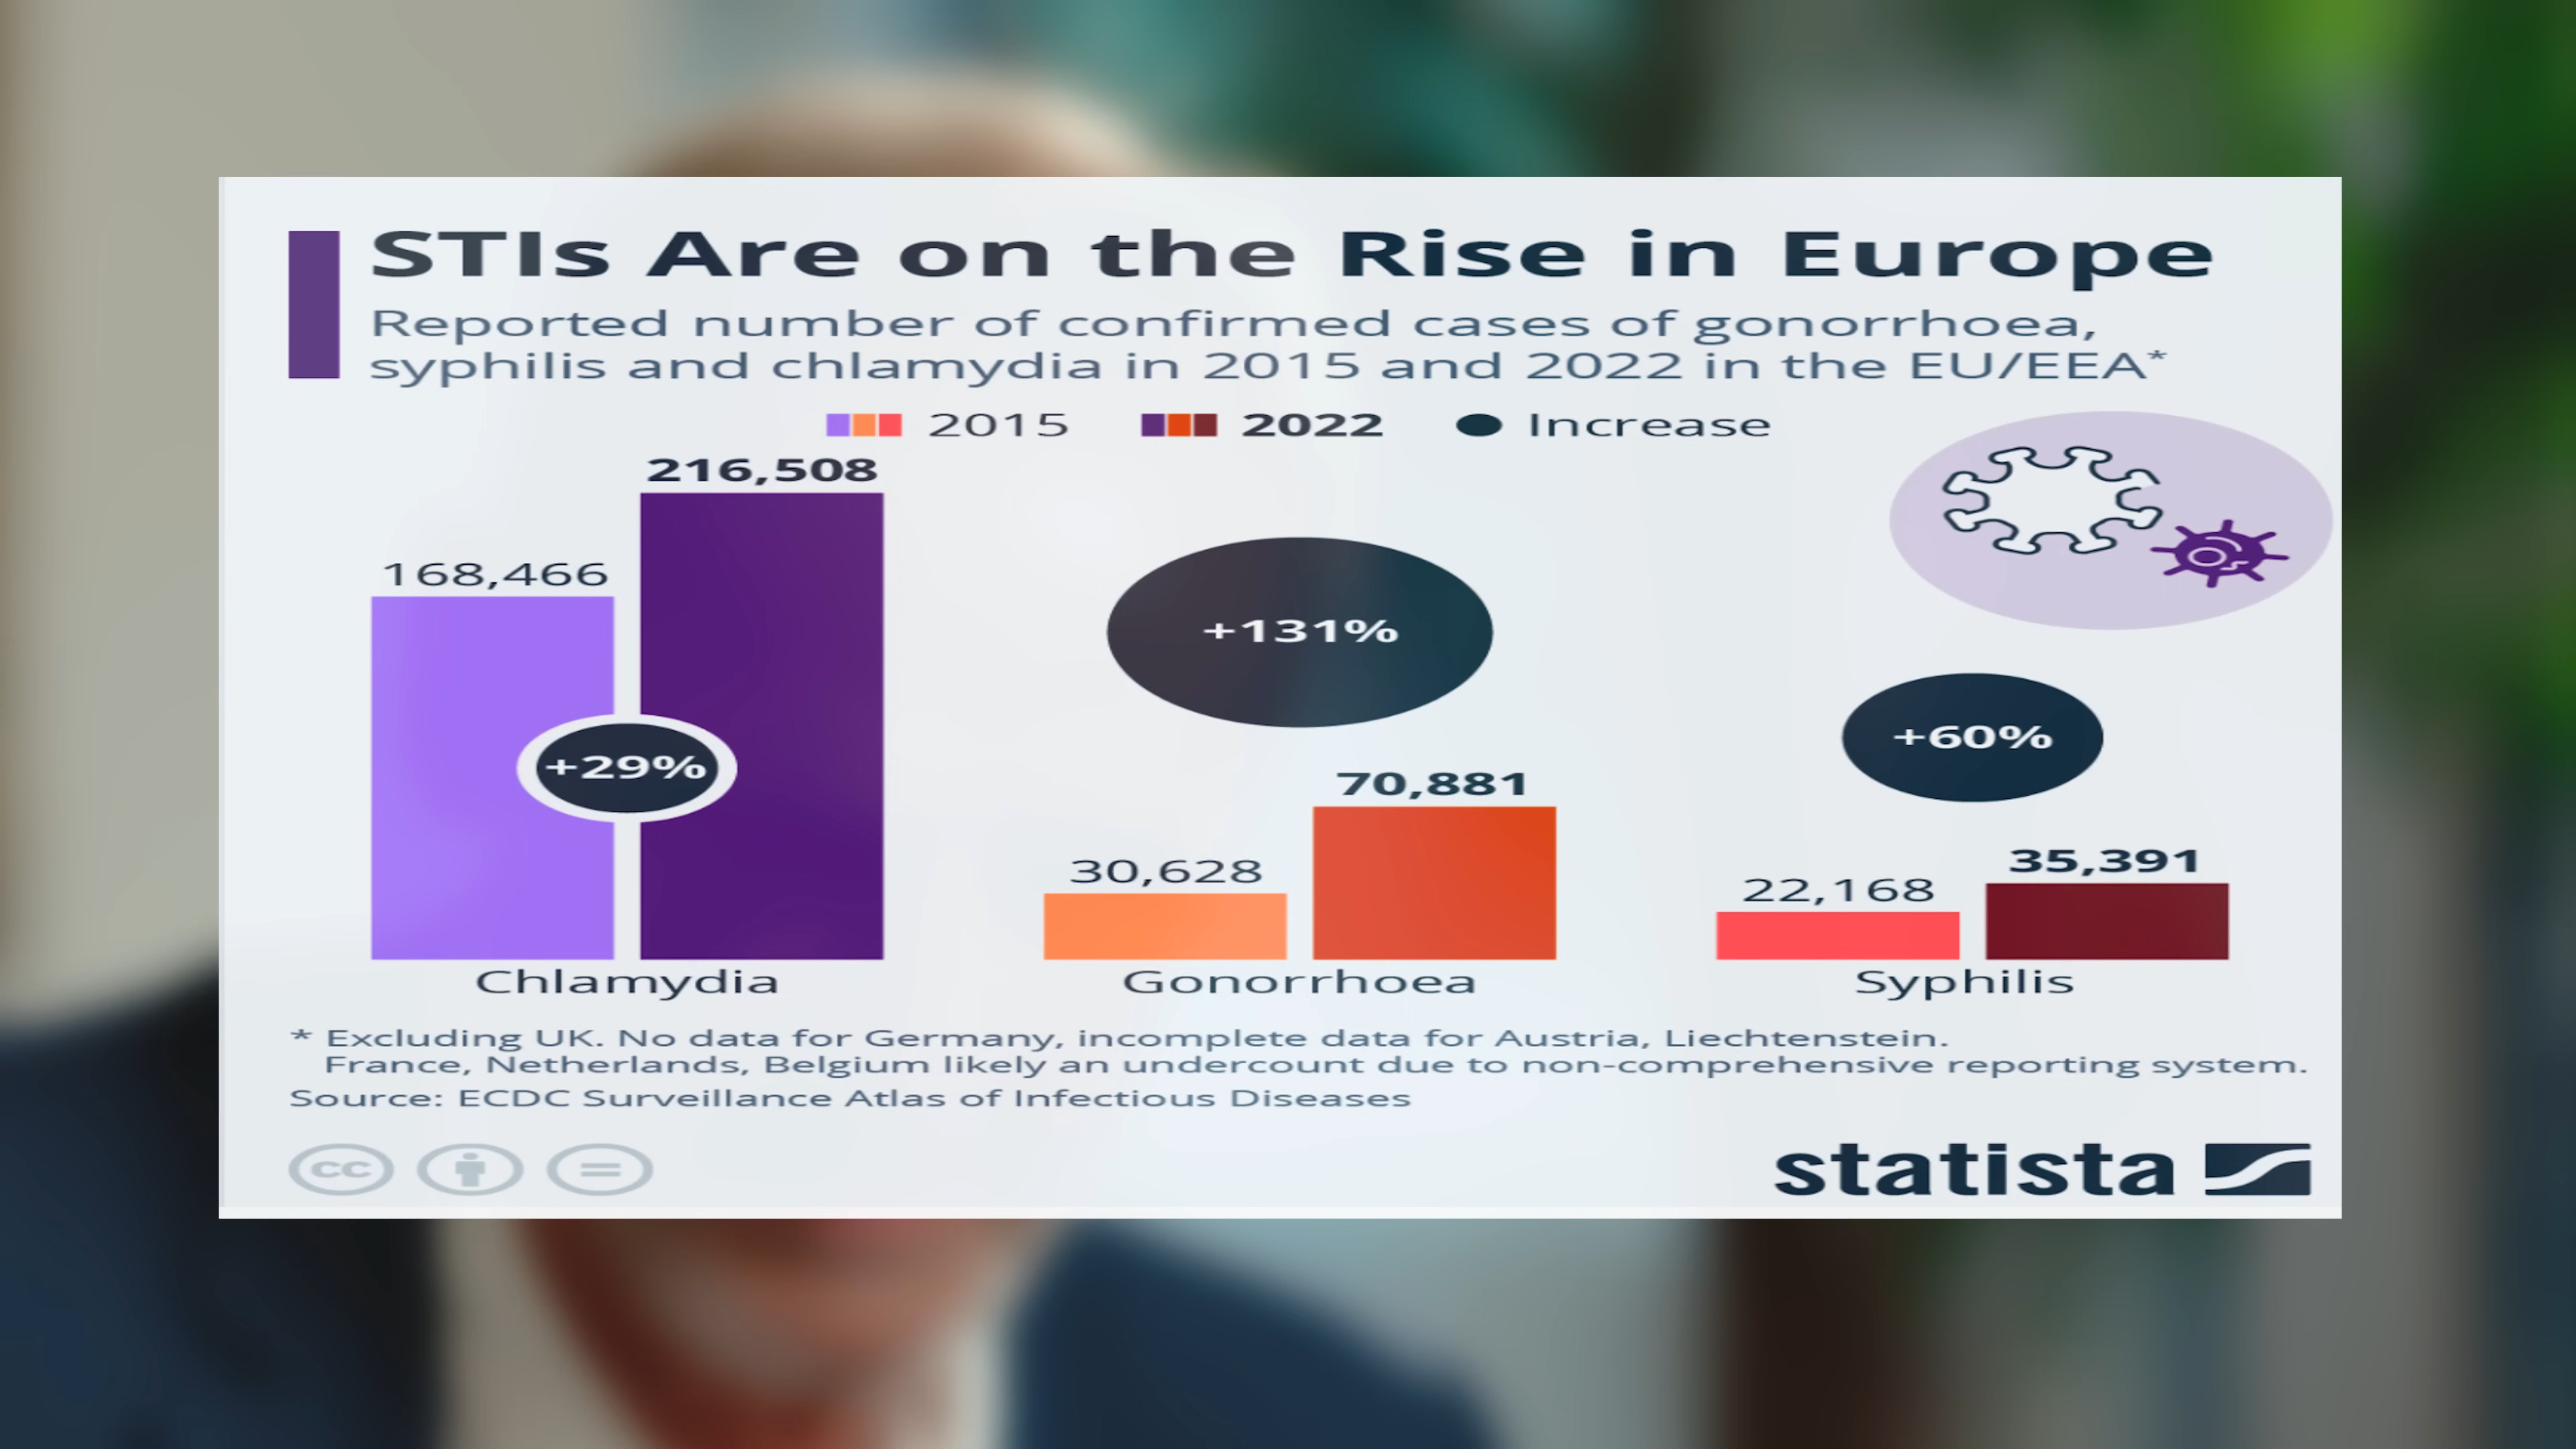 STIs Are on the Rise in Europe
Reported number of confirmed cases of gonorrhoea,
syphilis and chlamydia in 2015 and 2022 in the EU/EEA*
2015 2022 Increase
216,508
168,466
+131%
+60%
+29%
70,881
30,628
35,391
22,168
Chlamydia Gonorrhoea Syphilis
* Excluding UK. No data for Germany, incomplete data for Austria, Liechtenstein.
France, Netherlands, Belgium likely an undercount due to non-comprehensive reporting system.
Source: ECDC Surveillance Atlas of Infectious Diseases
cc
statista